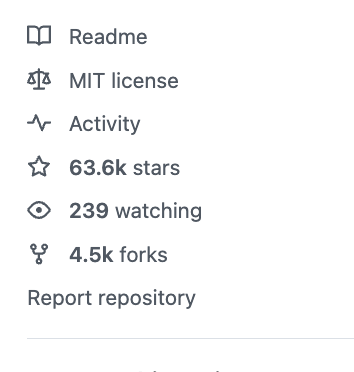 Readme
MIT license
Activity
63.6k stars
239 watching
4.5k forks
Report repository